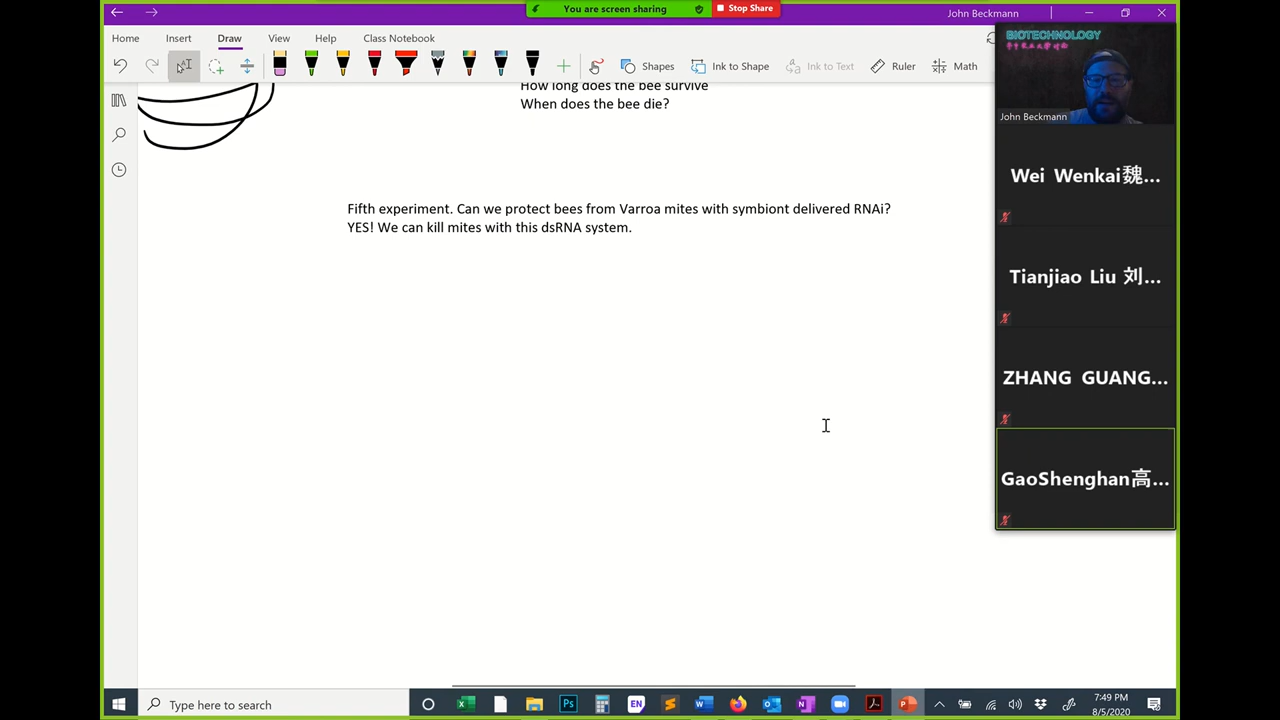 You are screen sharing
Stop Share
John Beckmann
Home
Insert
Draw
View
Help
Class Notebook
Shapes
Ink to Shape
Ink to Text
Ruler
Math
BIOTECHNOLOGY
John Beckmann
Wei Wenkai魏...
Tianjiao Liu 刘...
ZHANG GUANG...
GaoShenghan高...
How long does the bee survive
When does the bee die?
Fifth experiment. Can we protect bees from Varroa mites with symbiont delivered RNAi?
YES! We can kill mites with this dsRNA system.
Type here to search
Ps
EN
7:49 PM
8/5/2020